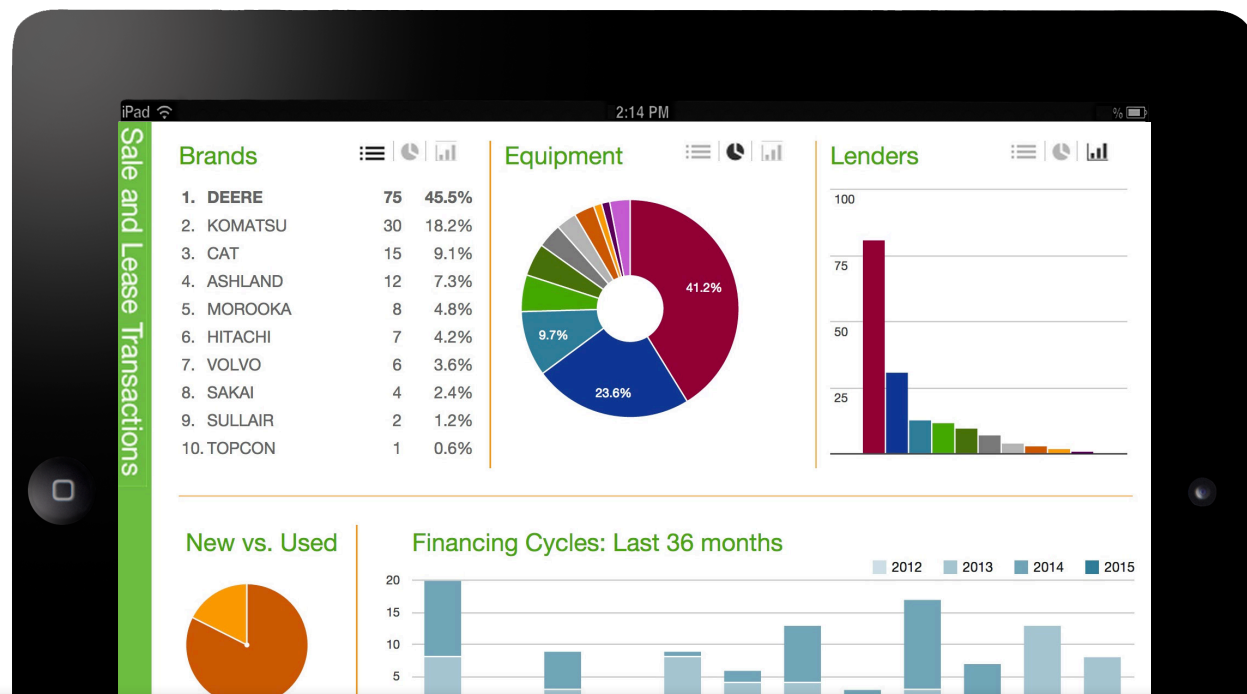 iPad 2:14 PM %
Sale and Lease Transactions
Brands
1. DEERE 75 45.5%
2. KOMATSU 30 18.2%
3. CAT 15 9.1%
4. ASHLAND 12 7.3%
5. MOROOKA 8 4.8%
6. HITACHI 7 4.2%
7. VOLVO 6 3.6%
8. SAKAI 4 2.4%
9. SULLAIR 2 1.2%
10. TOPCON 1 0.6%
Equipment
41.2%
9.7%
23.6%
Lenders
100
75
50
25
New vs. Used
Financing Cycles: Last 36 months
2012 2013 2014 2015
20
15
10
5